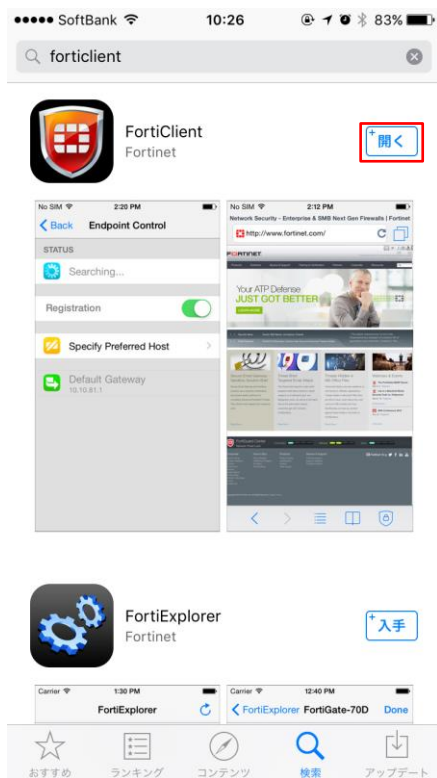 ●●●●● SoftBank 10:26 83%
forticlient
FortiClient
Fortinet
+開く
No SIM 2:20 PM
Back Endpoint Control
STATUS
Searching...
Registration
Specify Preferred Host
Default Gateway
10.10.81.1
No SIM 2:12 PM
Network Security - Enterprise & SMB Next Gen Firewalls | Fortinet
http://www.fortinet.com/
Your ATP Defense
JUST GOT BETTER
FortiExplorer
Fortinet
+入手
Carrier 1:30 PM
FortiExplorer
Carrier 12:40 PM
FortiExplorer FortiGate-70D Done
おすすめ ランキング コンテンツ 検索 アップデート